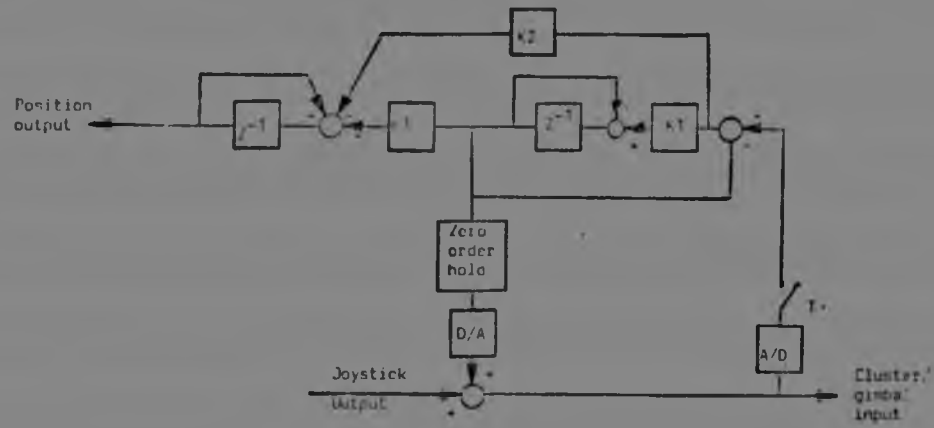 K2
Position
output
z⁻¹
z⁻¹
K1
Zero
order
hold
D/A
A/D
Joystick
Output
Cluster/
gimbal
input